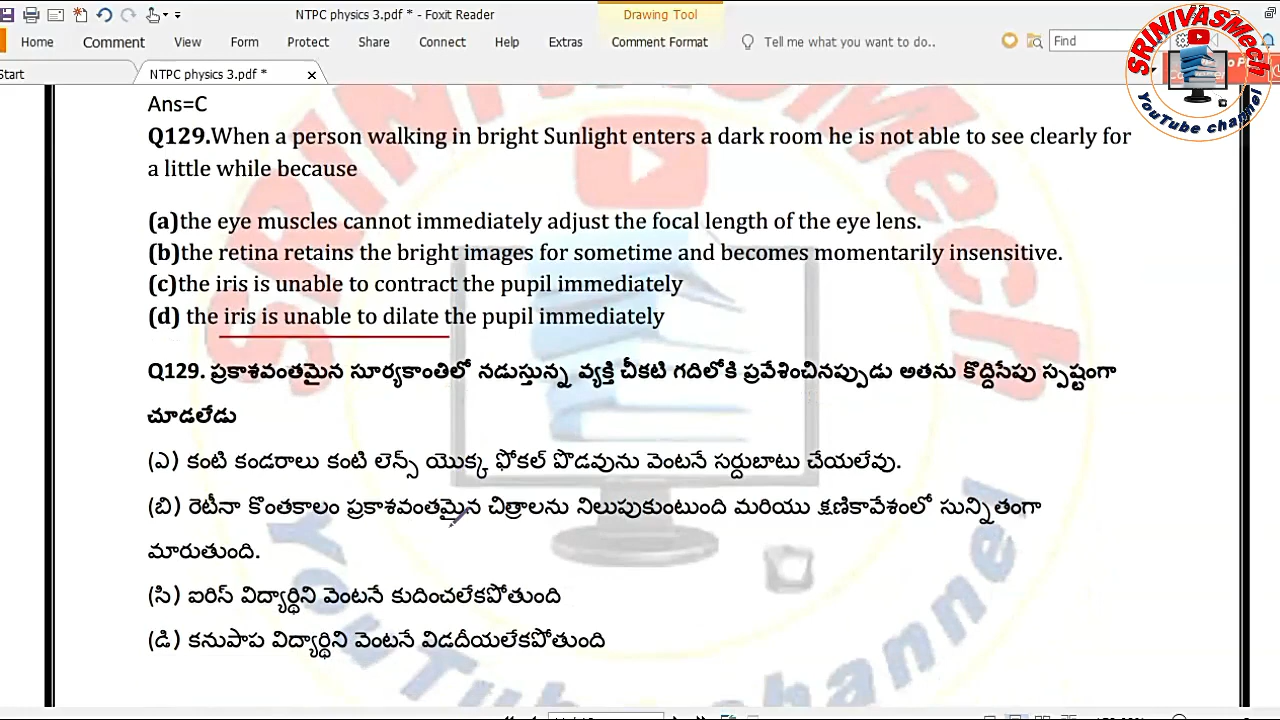 NTPC physics 3.pdf * - Foxit Reader
Drawing Tool
Home Comment View Form Protect Share Connect Help Extras Comment Format Tell me what you want to do.. Find
Start NTPC physics 3.pdf *
SRINIVASMech
YouTube channel
Ans=C
Q129.When a person walking in bright Sunlight enters a dark room he is not able to see clearly for
a little while because
(a)the eye muscles cannot immediately adjust the focal length of the eye lens.
(b)the retina retains the bright images for sometime and becomes momentarily insensitive.
(c)the iris is unable to contract the pupil immediately
(d) the iris is unable to dilate the pupil immediately
Q129. ప్రకాశవంతమైన సూర్యకాంతిలో నడుస్తున్న వ్యక్తి చీకటి గదిలోకి ప్రవేశించినప్పుడు అతను కొద్దిసేపు స్పష్టంగా
చూడలేడు
(ఎ) కంటి కండరాలు కంటి లెన్స్ యొక్క ఫోకల్ పొడవును వెంటనే సర్దుబాటు చేయలేవు.
(బి) రెటీనా కొంతకాలం ప్రకాశవంతమైన చిత్రాలను నిలుపుకుంటుంది మరియు క్షణికావేశంలో సున్నితంగా
మారుతుంది.
(సి) ఐరిస్ విద్యార్థిని వెంటనే కుదించలేకపోతుంది
(డి) కనుపాప విద్యార్థిని వెంటనే విడదీయలేకపోతుంది
SRINIVASMech
YouTube channel